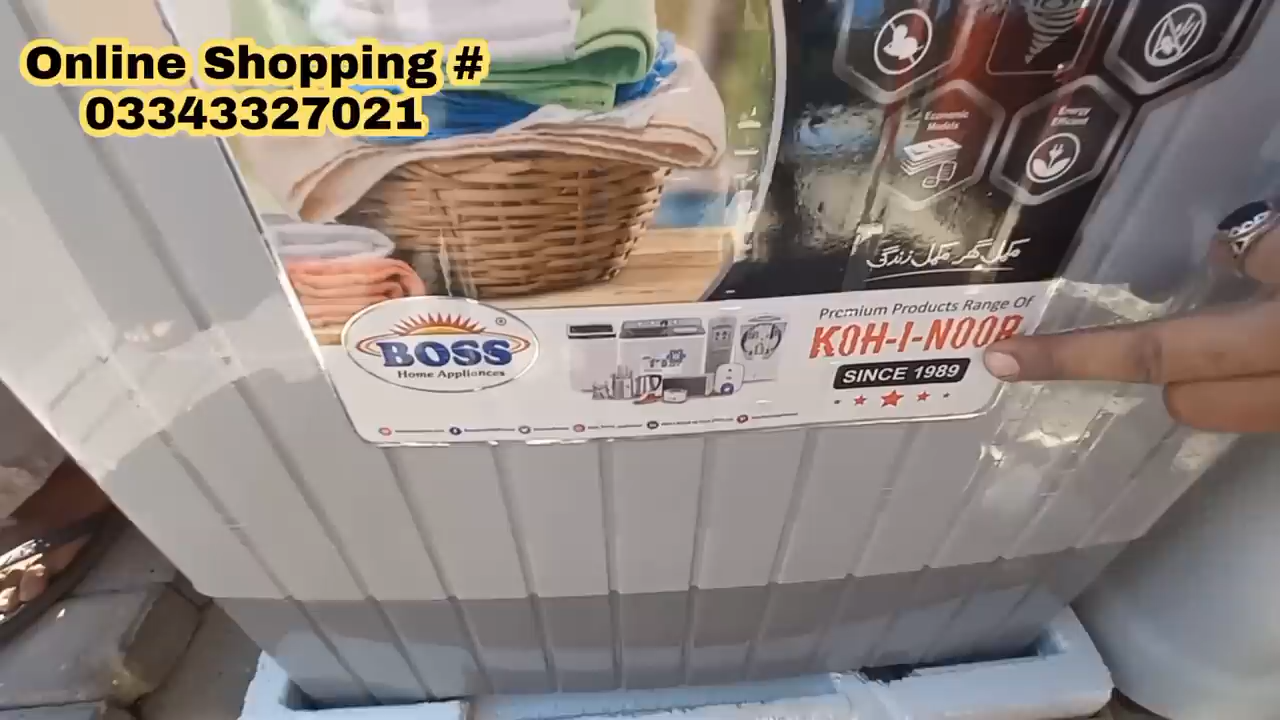 Online Shopping #
03343327021
Economic
Models
Energy
Efficient
مکمل گھر مکمل زندگی
Premium Products Range Of
KOH-I-NOOR
SINCE 1989
BOSS
®
Home Appliances